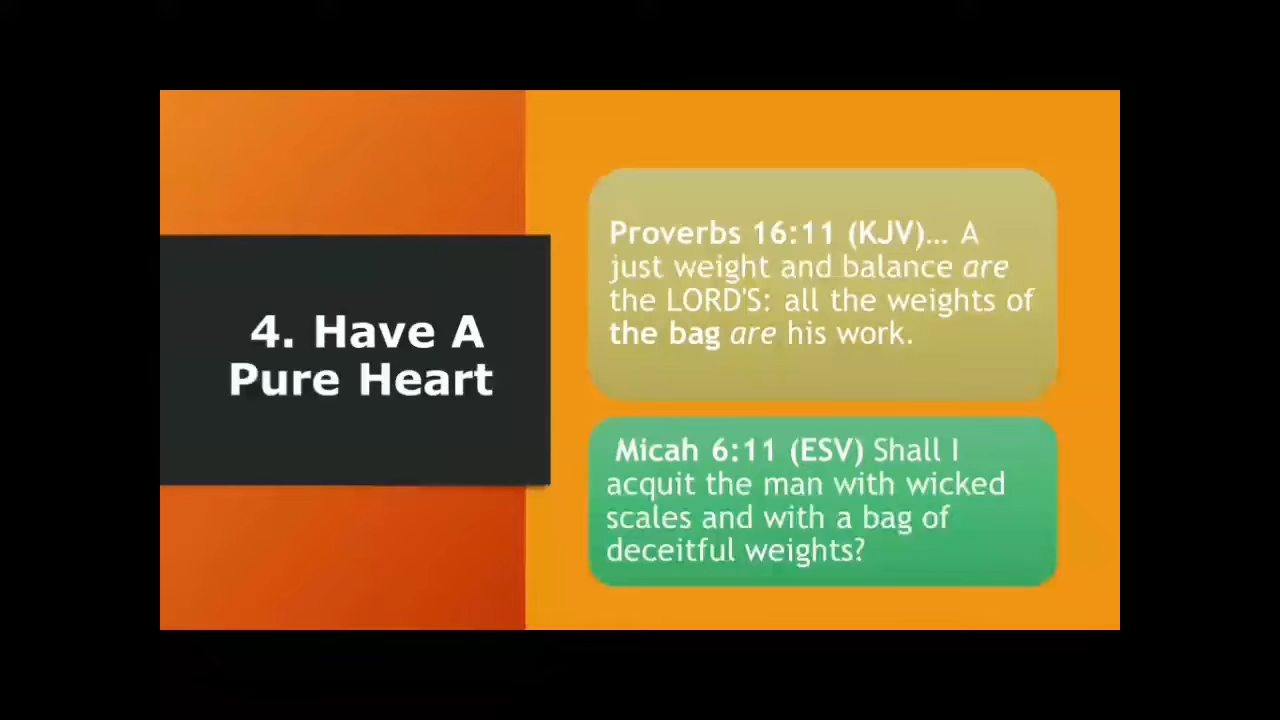 4. Have A
Pure Heart
Proverbs 16:11 (KJV)… A
just weight and balance are
the LORD'S: all the weights of
the bag are his work.
Micah 6:11 (ESV) Shall I
acquit the man with wicked
scales and with a bag of
deceitful weights?